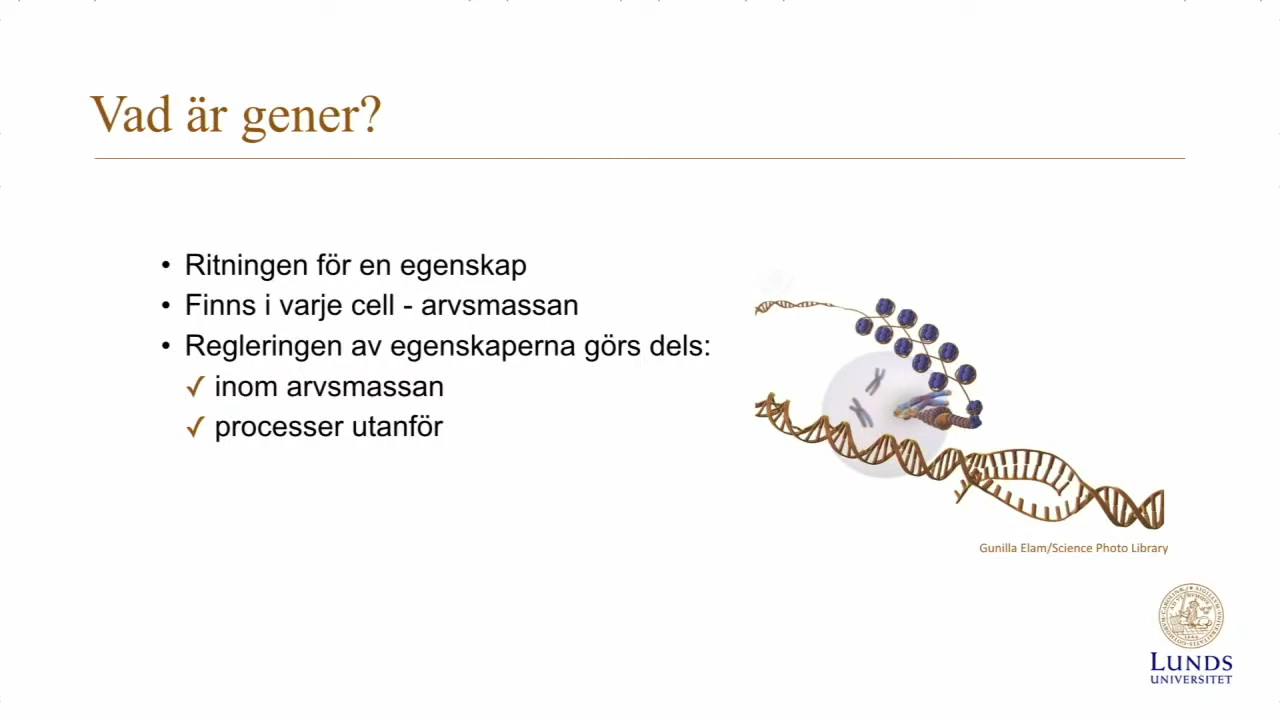 Vad är gener?
• Ritningen för en egenskap
• Finns i varje cell - arvsmassan
• Regleringen av egenskaperna görs dels:
✓ inom arvsmassan
✓ processer utanför
Gunilla Elam/Science Photo Library
LUNDS
UNIVERSITET